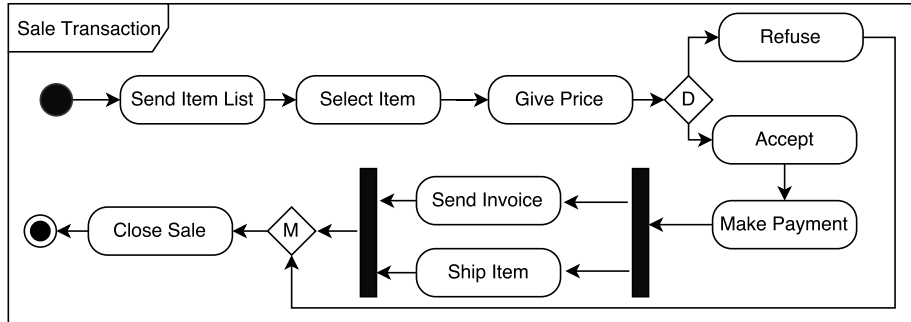 Sale Transaction
Refuse
Send Item List
Select Item
Give Price
D
Accept
Send Invoice
Make Payment
Close Sale
M
Ship Item